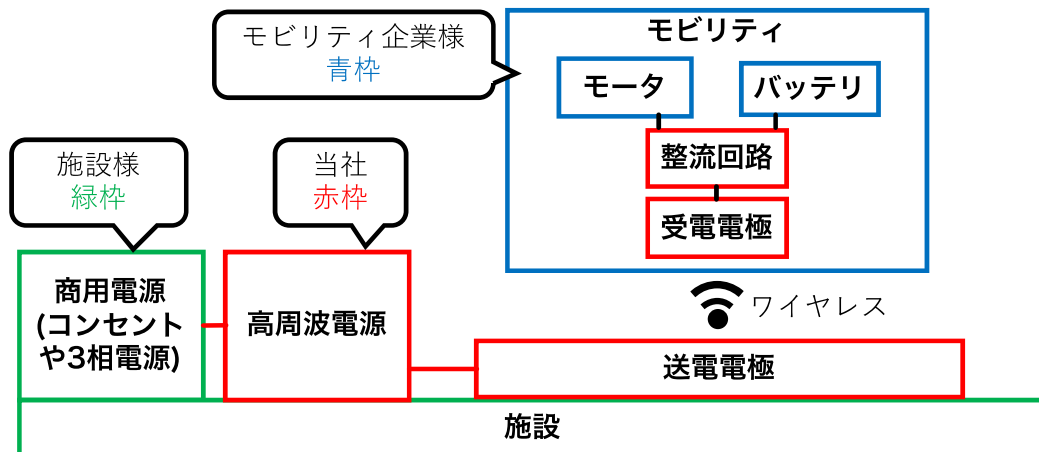 モビリティ企業様
青枠
モビリティ
モータ
バッテリ
整流回路
受電電極
施設様
緑枠
当社
赤枠
商用電源
(コンセント
や3相電源)
高周波電源
ワイヤレス
送電電極
施設